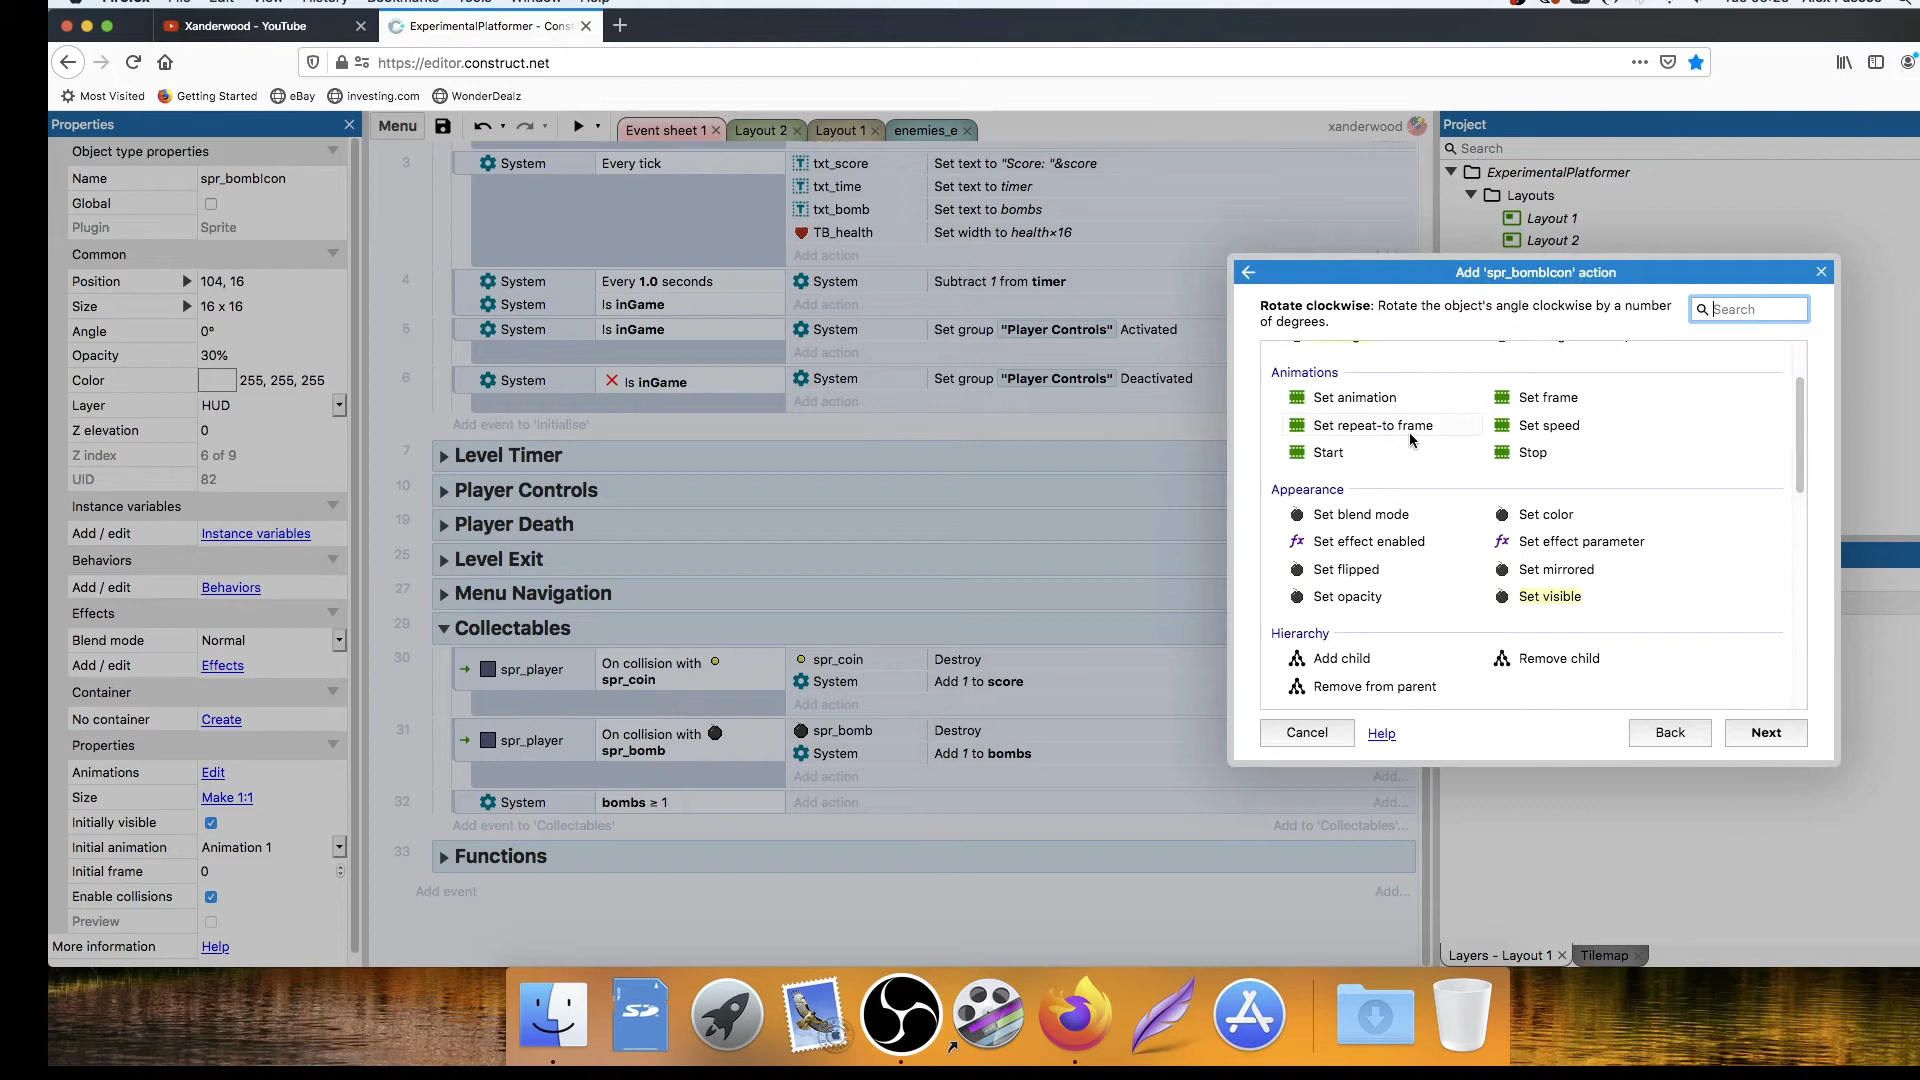 Xanderwood - YouTube
ExperimentalPlatformer - Cons
https://editor.construct.net
Most Visited Getting Started eBay investing.com WonderDealz
Properties
Menu
Event sheet 1 Layout 2 Layout 1 enemies_e
xanderwood
Project
Object type properties
Name spr_bombIcon
Global
Plugin Sprite
Common
Position 104, 16
Size 16 x 16
Angle 0°
Opacity 30%
Color 255, 255, 255
Layer HUD
Z elevation 0
Z index 6 of 9
UID 82
Instance variables
Add / edit Instance variables
Behaviors
Add / edit Behaviors
Effects
Blend mode Normal
Add / edit Effects
Container
No container Create
Properties
Animations Edit
Size Make 1:1
Initially visible
Initial animation Animation 1
Initial frame 0
Enable collisions
Preview
More information Help
3 System Every tick txt_score Set text to "Score: "&score
txt_time Set text to timer
txt_bomb Set text to bombs
TB_health Set width to health×16
Add action
4 System Every 1.0 seconds System Subtract 1 from timer
System Is inGame
5 System Is inGame System Set group "Player Controls" Activated
Add action
6 System Is inGame System Set group "Player Controls" Deactivated
Add action
Add event to 'Initialise'
7 Level Timer
10 Player Controls
19 Player Death
25 Level Exit
27 Menu Navigation
29 Collectables
30 spr_player On collision with spr_coin Destroy
spr_coin System Add 1 to score
Add action
31 spr_player On collision with spr_bomb Destroy
spr_bomb System Add 1 to bombs
Add action Add...
32 System bombs ≥ 1 Add action Add...
Add event to 'Collectables' Add to 'Collectables'...
33 Functions
Add event Add...
Search
ExperimentalPlatformer
Layouts
Layout 1
Layout 2
Add 'spr_bombIcon' action
Rotate clockwise: Rotate the object's angle clockwise by a number
of degrees.
Search
Animations
Set animation Set frame
Set repeat-to frame Set speed
Start Stop
Appearance
Set blend mode Set color
Set effect enabled Set effect parameter
Set flipped Set mirrored
Set opacity Set visible
Hierarchy
Add child Remove child
Remove from parent
Cancel Help Back Next
Layers - Layout 1 Tilemap
SD